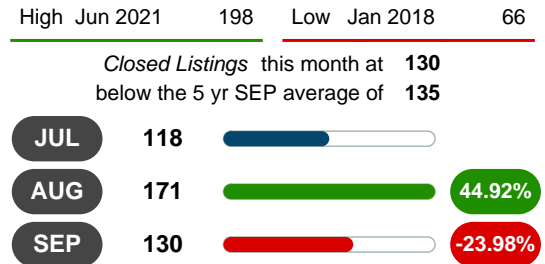 High Jun 2021 198 Low Jan 2018 66
Closed Listings this month at 130
below the 5 yr SEP average of 135
JUL 118
AUG 171 44.92%
SEP 130 -23.98%